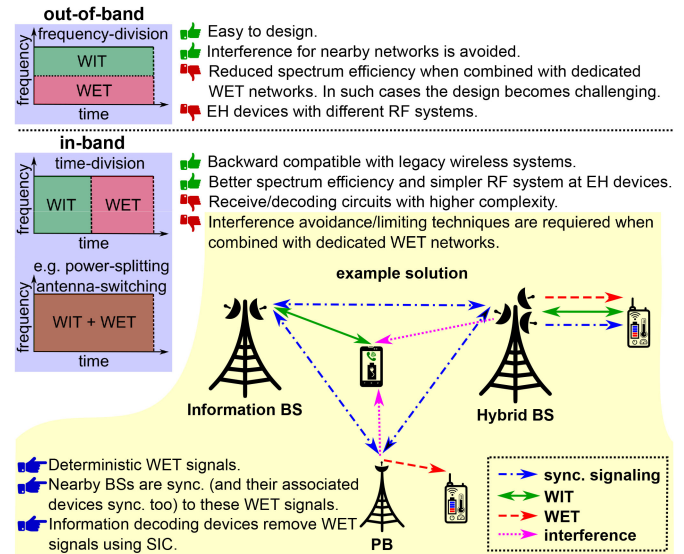 out-of-band
frequency-division
frequency
WIT
WET
time
Easy to design.
Interference for nearby networks is avoided.
Reduced spectrum efficiency when combined with dedicated
WET networks. In such cases the design becomes challenging.
EH devices with different RF systems.
in-band
time-division
frequency
WIT
WET
time
e.g. power-splitting
antenna-switching
frequency
WIT + WET
time
Backward compatible with legacy wireless systems.
Better spectrum efficiency and simpler RF system at EH devices.
Receive/decoding circuits with higher complexity.
Interference avoidance/limiting techniques are requiered when
combined with dedicated WET networks.
example solution
Information BS
Hybrid BS
PB
Deterministic WET signals.
Nearby BSs are sync. (and their associated
devices sync. too) to these WET signals.
Information decoding devices remove WET
signals using SIC.
sync. signaling
WIT
WET
interference